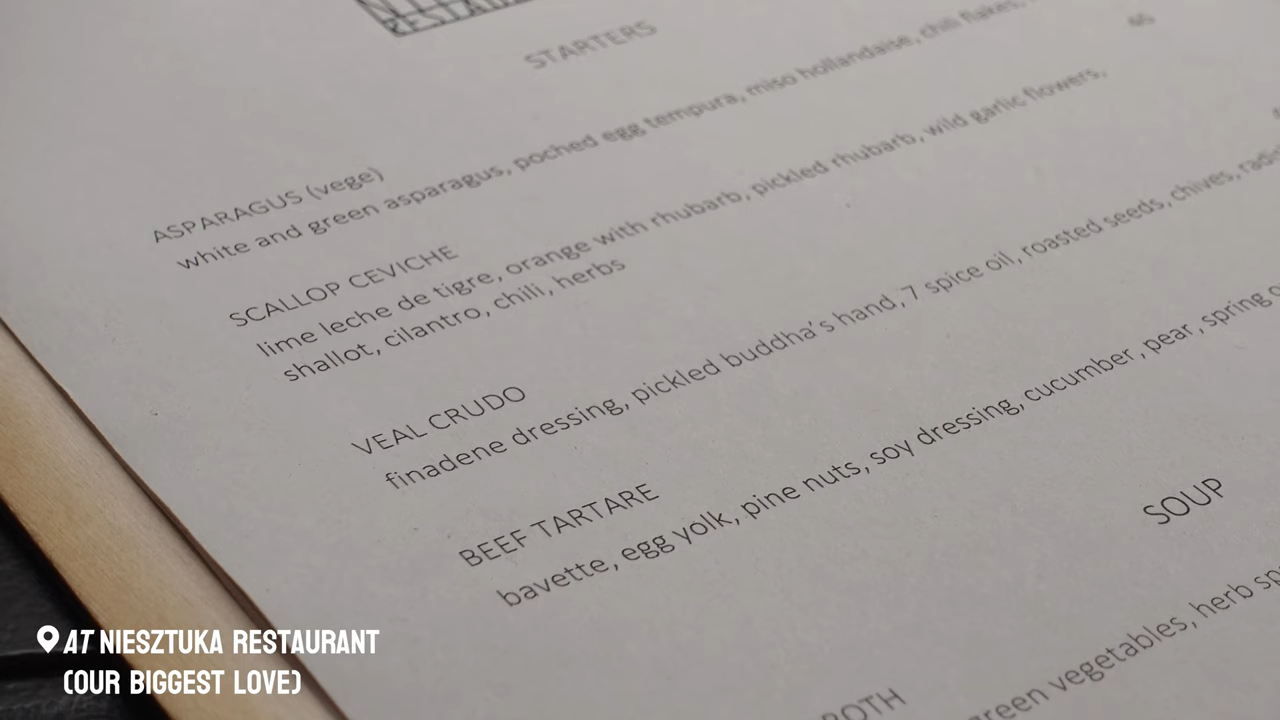 STARTERS
46
ASPARAGUS (vege)
white and green asparagus, poched egg tempura, miso hollandaise, chili flakes,
SCALLOP CEVICHE
lime leche de tigre, orange with rhubarb, pickled rhubarb, wild garlic flowers,
shallot, cilantro, chili, herbs
VEAL CRUDO
finadene dressing, pickled buddha's hand, 7 spice oil, roasted seeds, chives,
BEEF TARTARE
bavette, egg yolk, pine nuts, soy dressing, cucumber, pear, spring
SOUP
green vegetables, herb
AT NIESZTUKA RESTAURANT
(OUR BIGGEST LOVE)